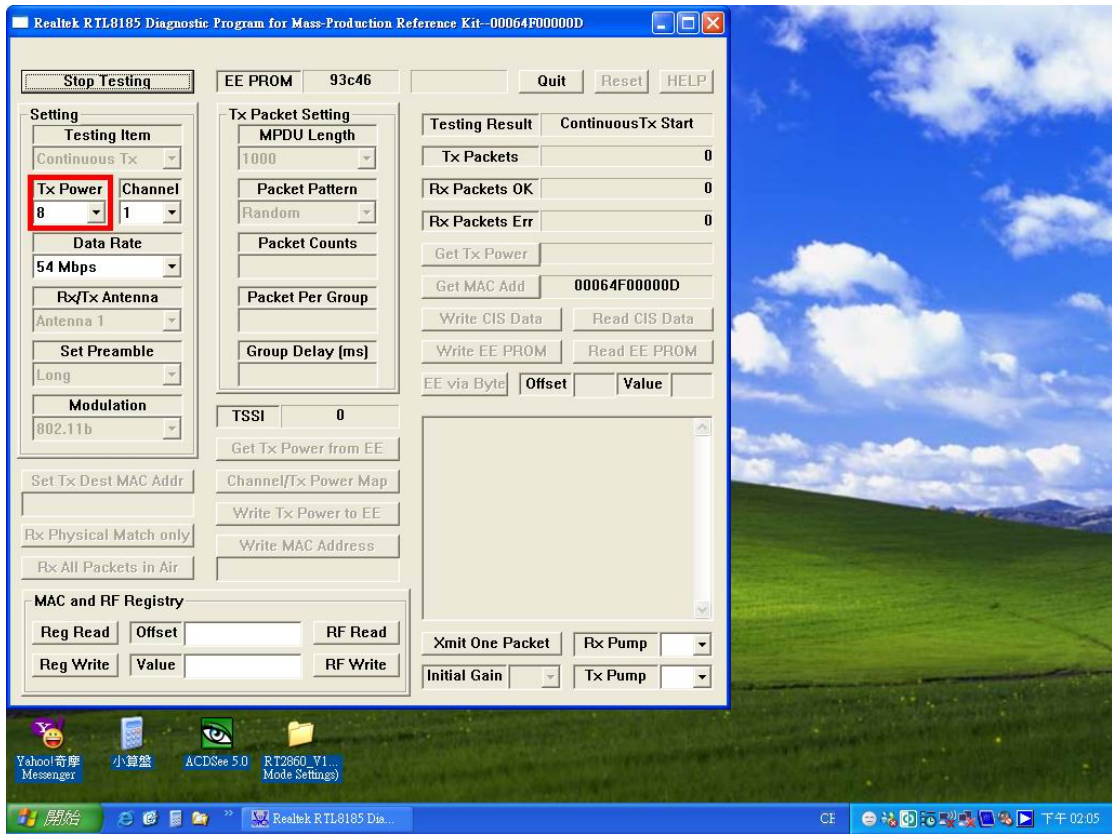 Realtek RTL8185 Diagnostic Program for Mass-Production Reference Kit--00064F00000D
Stop Testing
EE PROM 93c46
Quit Reset HELP
Setting
Testing Item
Continuous Tx
Tx Power Channel
8 1
Data Rate
54 Mbps
Rx/Tx Antenna
Antenna 1
Set Preamble
Long
Modulation
802.11b
Set Tx Dest MAC Addr
Rx Physical Match only
Rx All Packets in Air
Tx Packet Setting
MPDU Length
1000
Packet Pattern
Random
Packet Counts
Packet Per Group
Group Delay (ms)
TSSI 0
Get Tx Power from EE
Channel/Tx Power Map
Write Tx Power to EE
Write MAC Address
Testing Result ContinuousTx Start
Tx Packets 0
Rx Packets OK 0
Rx Packets Err 0
Get Tx Power
Get MAC Add 00064F00000D
Write CIS Data Read CIS Data
Write EE PROM Read EE PROM
EE via Byte Offset Value
MAC and RF Registry
Reg Read Offset RF Read
Reg Write Value RF Write
Xmit One Packet Rx Pump
Initial Gain Tx Pump
Yahoo!奇摩
Messenger
小算盤
ACDSee 5.0
RT2860_V1...
Mode Settings)
開始
Realtek RTL8185 Dia...
CH
下午 02:05